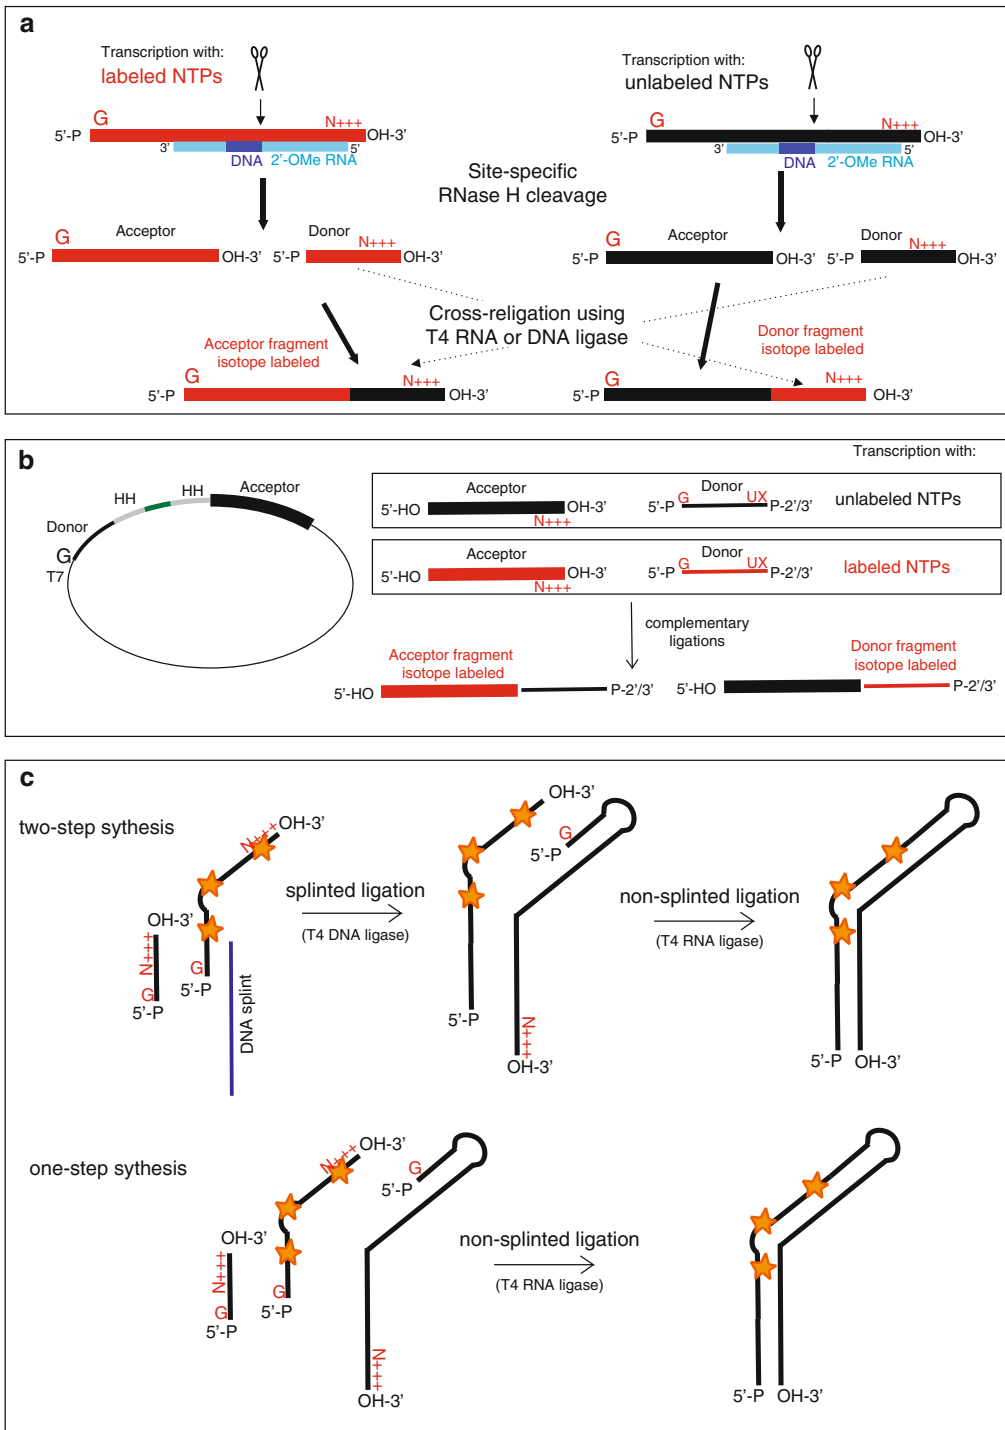 a
Transcription with:
labeled NTPs
G
N+++
5'-P
OH-3'
3'
5'
DNA
2'-OMe RNA
Transcription with:
unlabeled NTPs
G
N+++
5'-P
OH-3'
3'
5'
DNA
2'-OMe RNA
Site-specific
RNase H cleavage
G
Acceptor
5'-P
OH-3'
Donor
N+++
5'-P
OH-3'
G
Acceptor
5'-P
OH-3'
Donor
N+++
5'-P
OH-3'
Cross-religation using
T4 RNA or DNA ligase
Acceptor fragment
isotope labeled
G
N+++
5'-P
OH-3'
Donor fragment
isotope labeled
G
N+++
5'-P
OH-3'
b
Transcription with:
HH
HH
Acceptor
Donor
G
T7
Acceptor
5'-HO
OH-3'
N+++
Donor
G
UX
5'-P
P-2'/3'
unlabeled NTPs
Acceptor
5'-HO
OH-3'
N+++
Donor
G
UX
5'-P
P-2'/3'
labeled NTPs
complementary
ligations
Acceptor fragment
isotope labeled
5'-HO
P-2'/3'
Donor fragment
isotope labeled
5'-HO
P-2'/3'
c
two-step sythesis
OH-3'
N+++
G
5'-P
N+++
OH-3'
G
5'-P
DNA splint
splinted ligation
(T4 DNA ligase)
OH-3'
5'-P
G
5'-P
N+++
OH-3'
non-splinted ligation
(T4 RNA ligase)
5'-P
OH-3'
one-step sythesis
OH-3'
N+++
G
5'-P
N+++
OH-3'
G
5'-P
G
5'-P
N+++
OH-3'
non-splinted ligation
(T4 RNA ligase)
5'-P
OH-3'